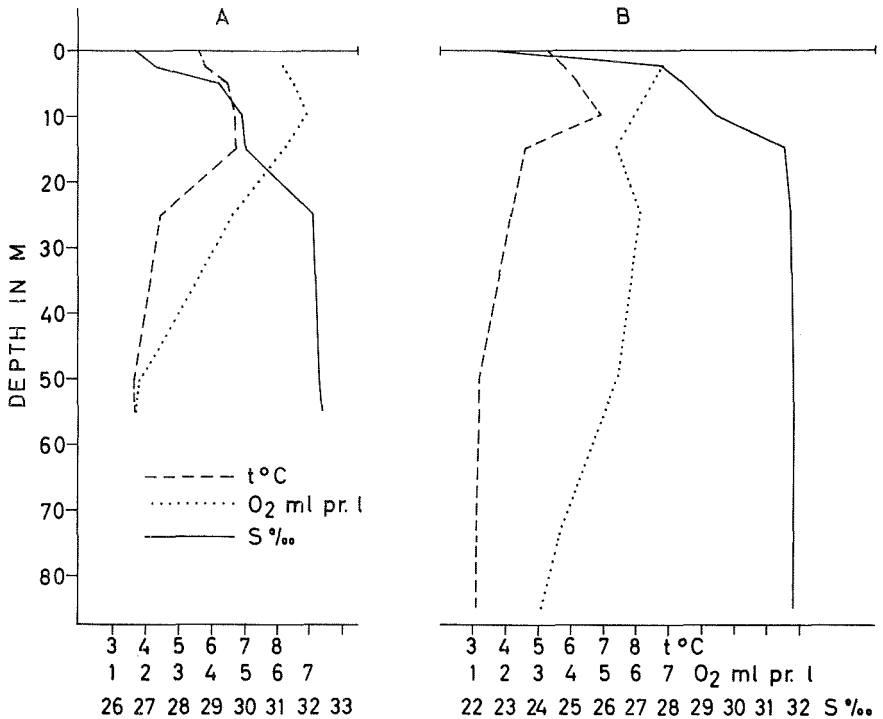 A B
0
10
20
30
40
50
60
70
80
DEPTH IN M
t°C
O₂ ml pr. l
S‰
3 4 5 6 7 8 3 4 5 6 7 8 t°C
1 2 3 4 5 6 7 1 2 3 4 5 6 7 O₂ ml pr. l
26 27 28 29 30 31 32 33 22 23 24 25 26 28 29 30 31 32 S‰